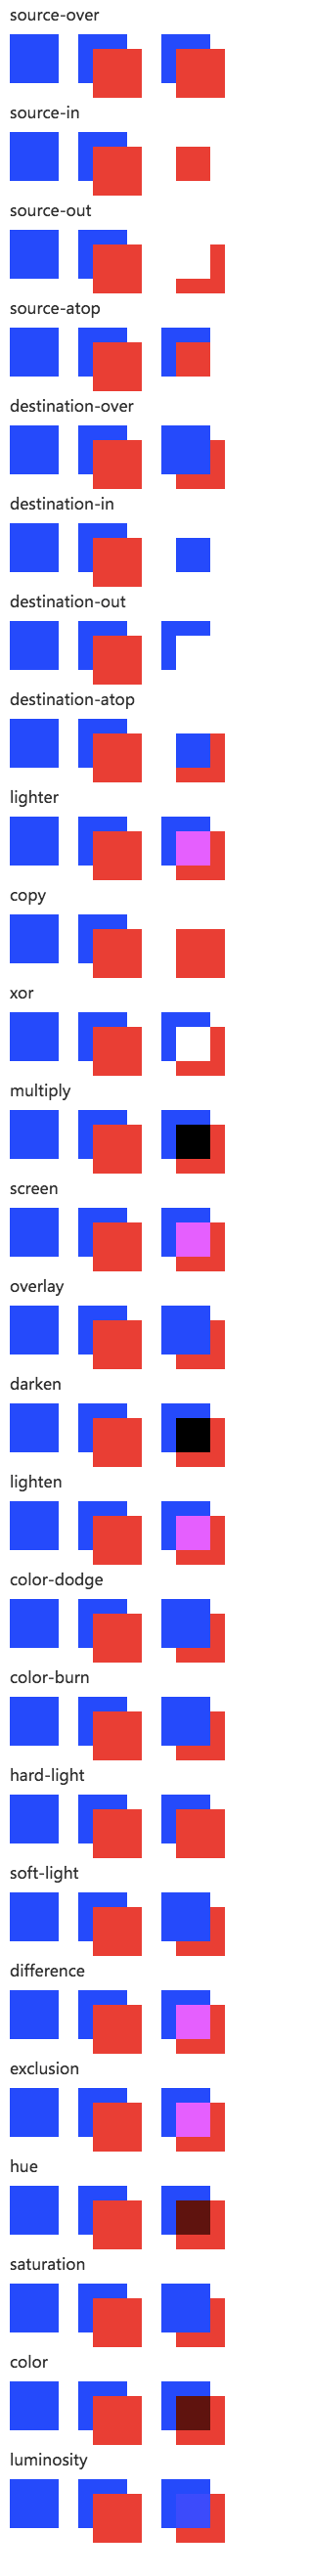 source-over
source-in
source-out
source-atop
destination-over
destination-in
destination-out
destination-atop
lighter
copy
xor
multiply
screen
overlay
darken
lighten
color-dodge
color-burn
hard-light
soft-light
difference
exclusion
hue
saturation
color
luminosity